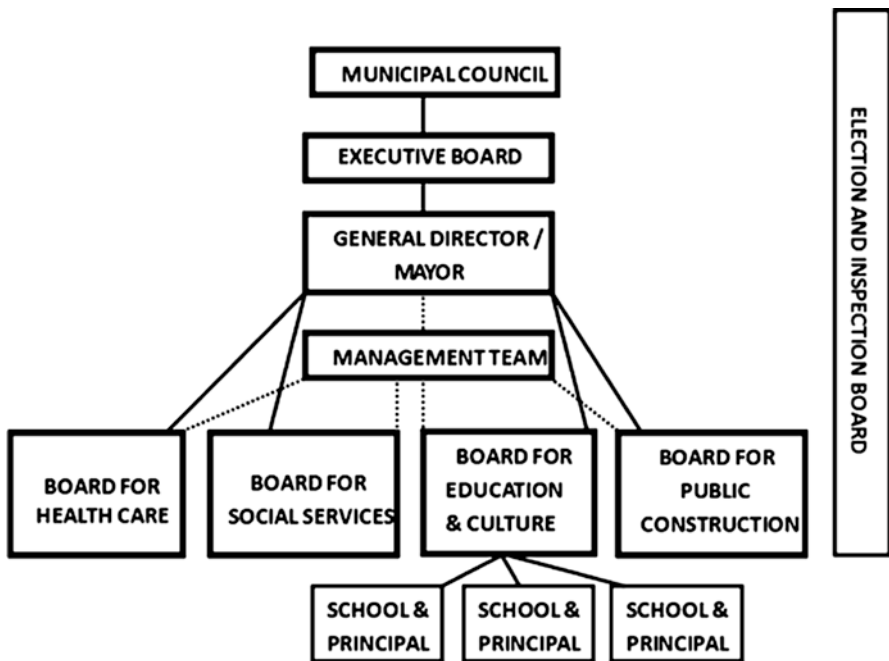 MUNICIPAL COUNCIL
EXECUTIVE BOARD
GENERAL DIRECTOR /
MAYOR
MANAGEMENT TEAM
BOARD FOR
HEALTH CARE
BOARD FOR
SOCIAL SERVICES
BOARD FOR
EDUCATION
& CULTURE
BOARD FOR
PUBLIC
CONSTRUCTION
SCHOOL &
PRINCIPAL
SCHOOL &
PRINCIPAL
SCHOOL &
PRINCIPAL
ELECTION AND INSPECTION BOARD